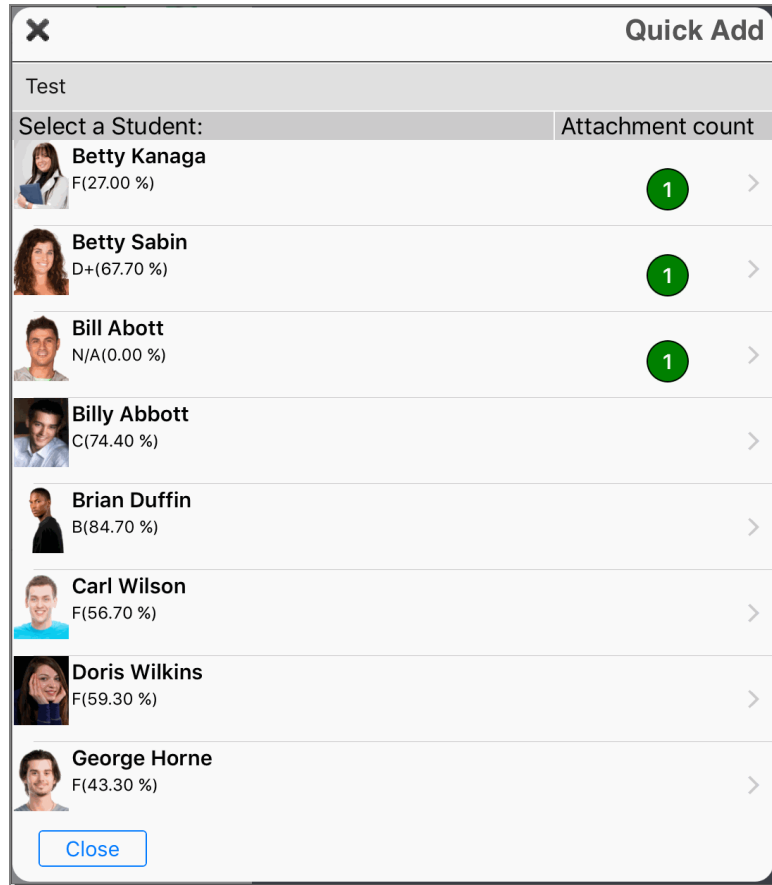 Quick Add
Test
Select a Student: Attachment count
Betty Kanaga
F(27.00 %)
1
Betty Sabin
D+(67.70 %)
1
Bill Abott
N/A(0.00 %)
1
Billy Abbott
C(74.40 %)
Brian Duffin
B(84.70 %)
Carl Wilson
F(56.70 %)
Doris Wilkins
F(59.30 %)
George Horne
F(43.30 %)
Close